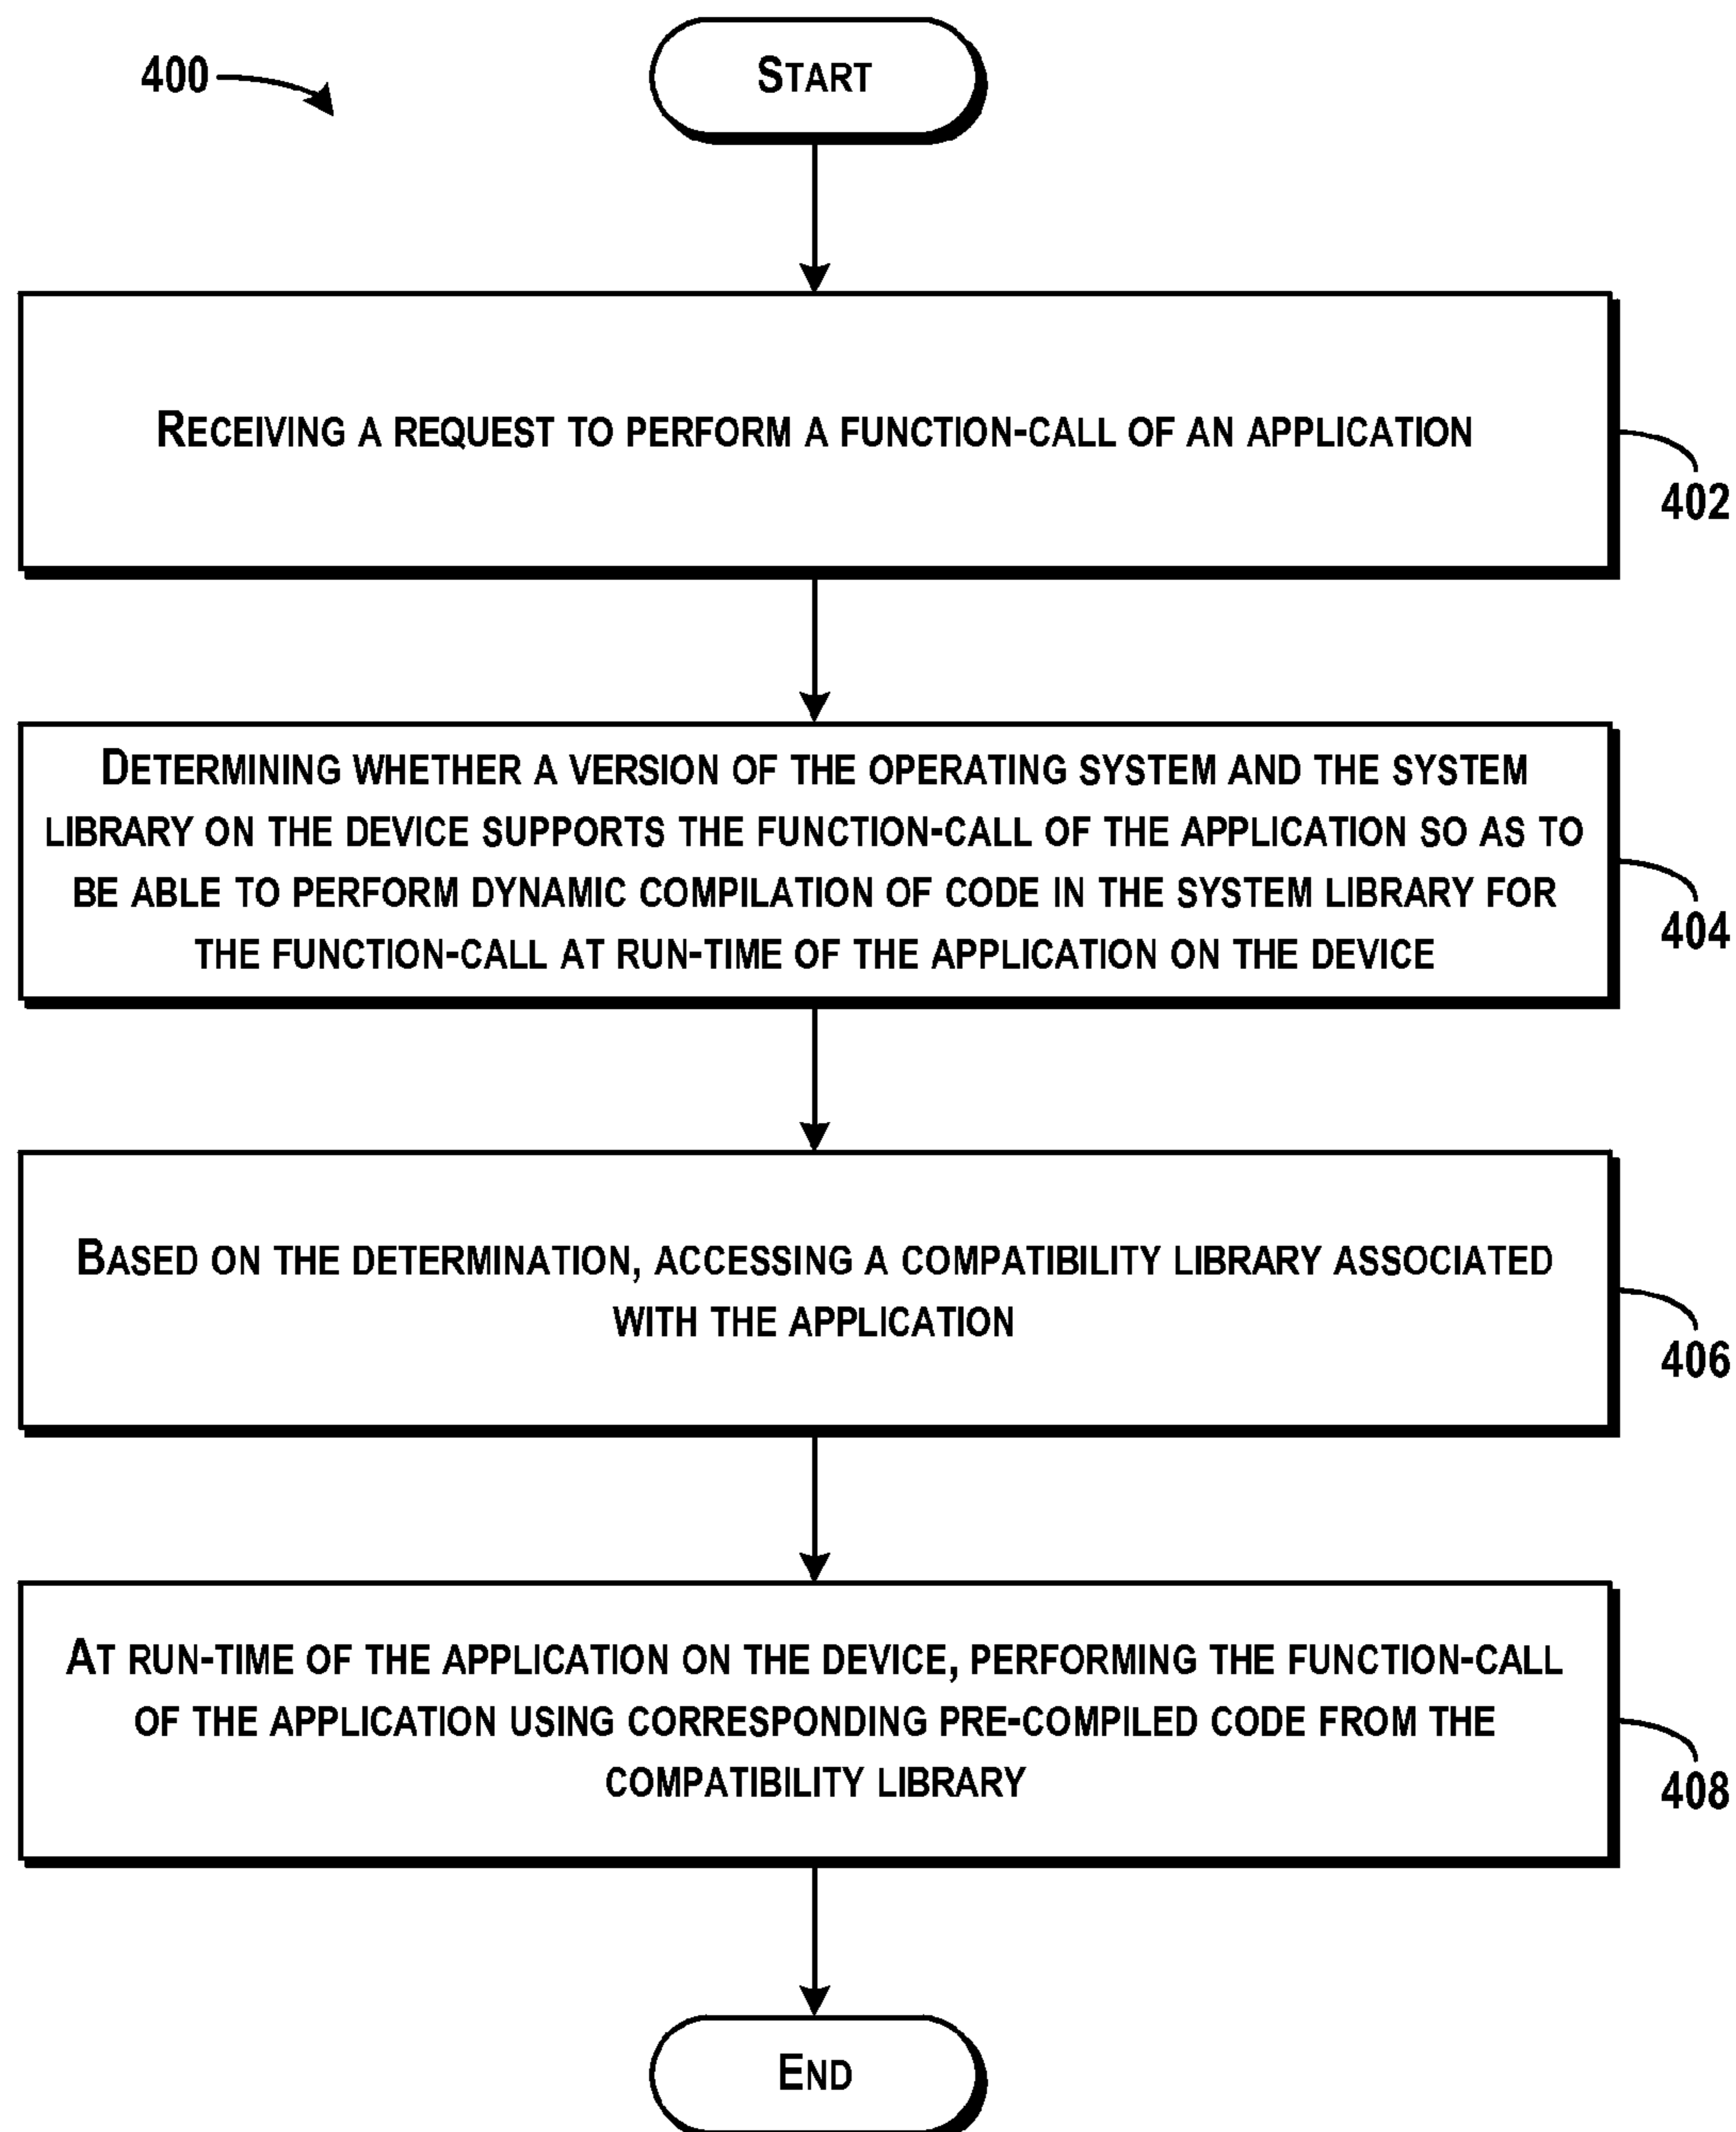 400
START
RECEIVING A REQUEST TO PERFORM A FUNCTION-CALL OF AN APPLICATION
402
DETERMINING WHETHER A VERSION OF THE OPERATING SYSTEM AND THE SYSTEM
LIBRARY ON THE DEVICE SUPPORTS THE FUNCTION-CALL OF THE APPLICATION SO AS TO
BE ABLE TO PERFORM DYNAMIC COMPILATION OF CODE IN THE SYSTEM LIBRARY FOR
THE FUNCTION-CALL AT RUN-TIME OF THE APPLICATION ON THE DEVICE
404
BASED ON THE DETERMINATION, ACCESSING A COMPATIBILITY LIBRARY ASSOCIATED
WITH THE APPLICATION
406
AT RUN-TIME OF THE APPLICATION ON THE DEVICE, PERFORMING THE FUNCTION-CALL
OF THE APPLICATION USING CORRESPONDING PRE-COMPILED CODE FROM THE
COMPATIBILITY LIBRARY
408
END